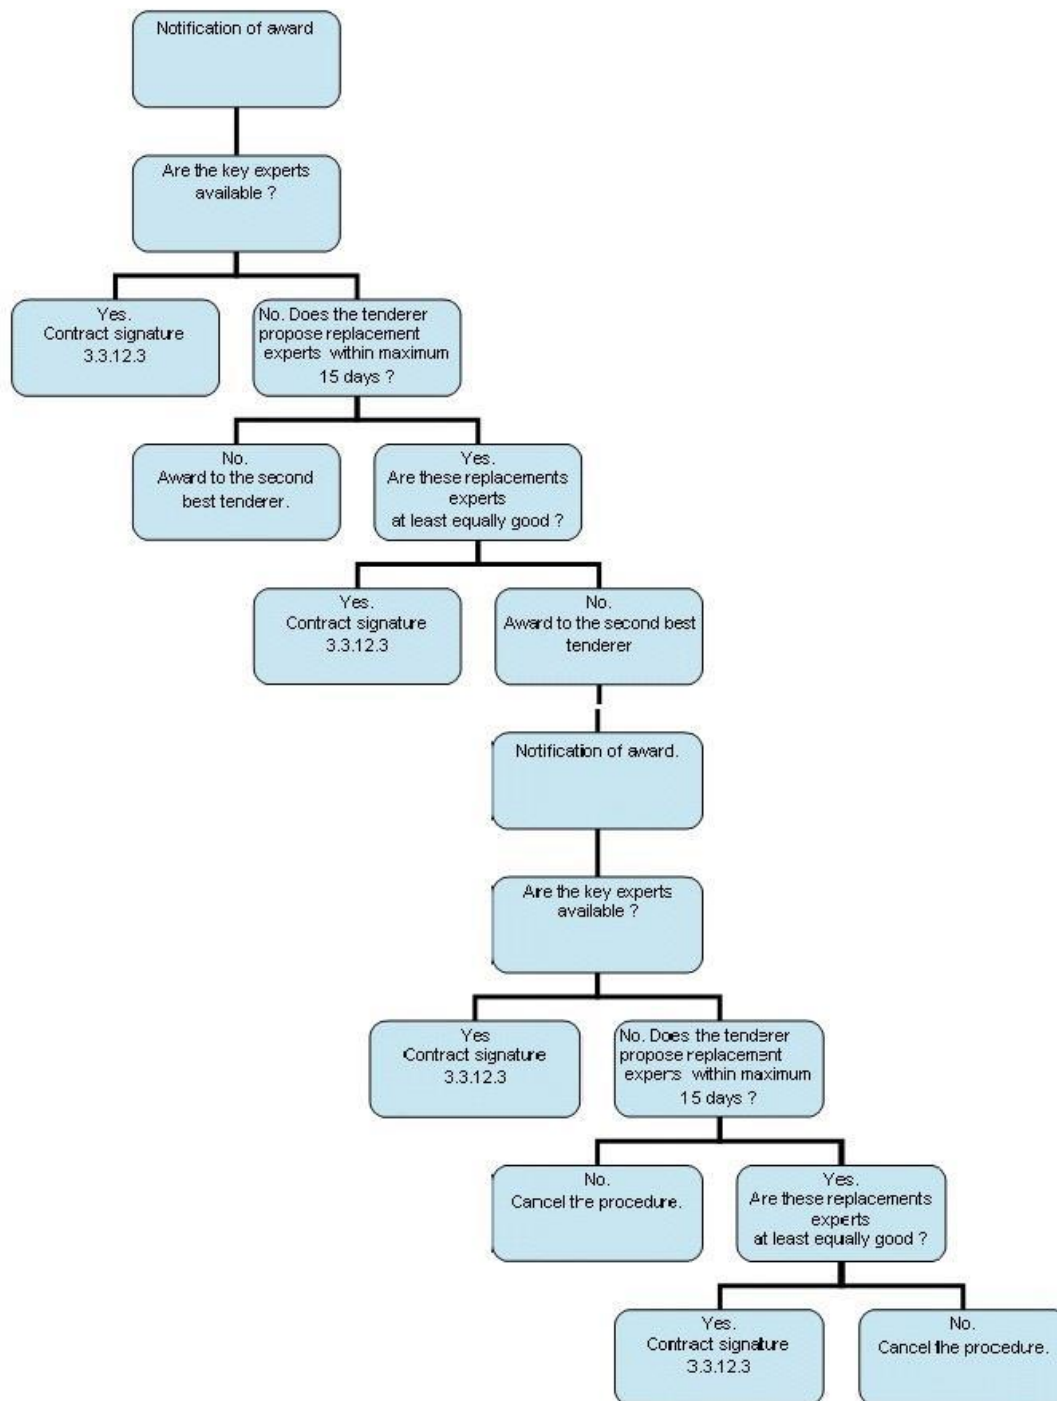 Notification of award
Are the key experts
available ?
Yes.
Contract signature
3.3.12.3
No. Does the tenderer
propose replacement
experts within maximum
15 days ?
No.
Award to the second
best tenderer.
Yes.
Are these replacements
experts
at least equally good ?
Yes.
Contract signature
3.3.12.3
No.
Award to the second best
tenderer
Notification of award.
Are the key experts
available ?
Yes
Contract signature
3.3.12.3
No. Does the tenderer
propose replacement
experts within maximum
15 days ?
No.
Cancel the procedure.
Yes.
Are these replacements
experts
at least equally good ?
Yes.
Contract signature
3.3.12.3
No.
Cancel the procedure.